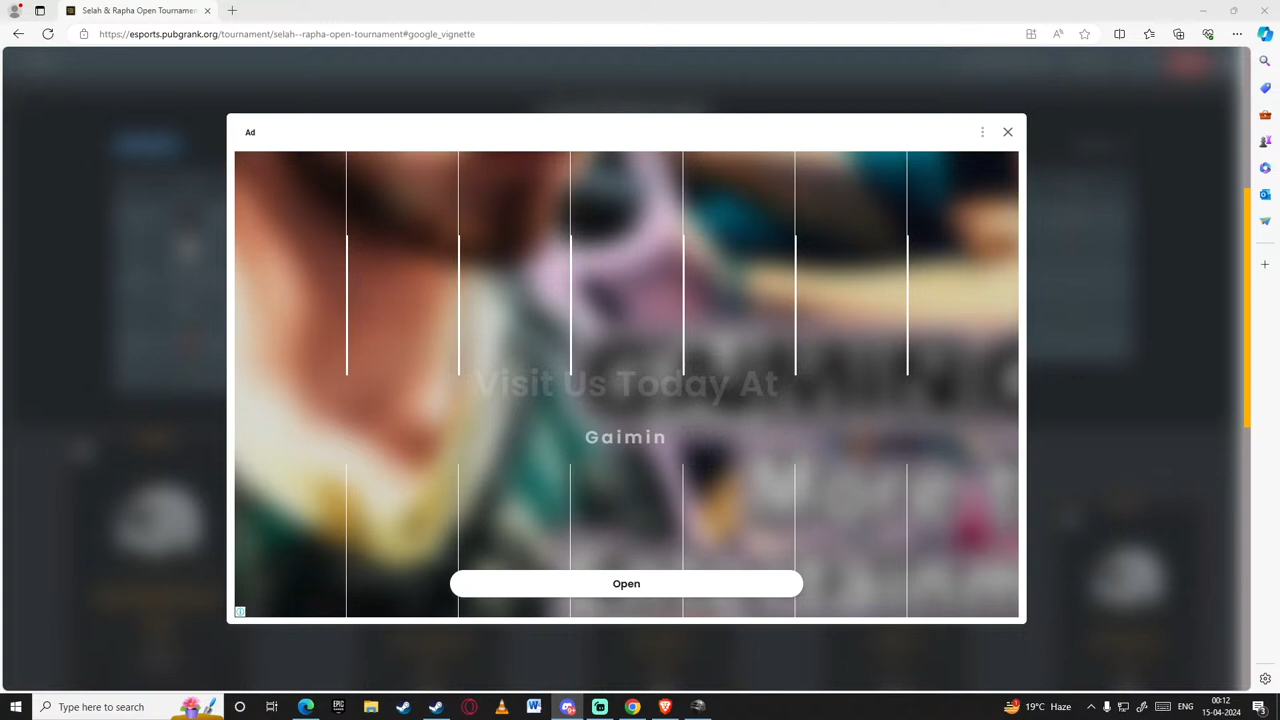 Selah & Rapha Open Tournamen
https://esports.pubgrank.org/tournament/selah--rapha-open-tournament#google_vignette
Ad
Visit Us Today At
Gaimin
Open
Type here to search
19°C Haze
ENG
00:12
15-04-2024